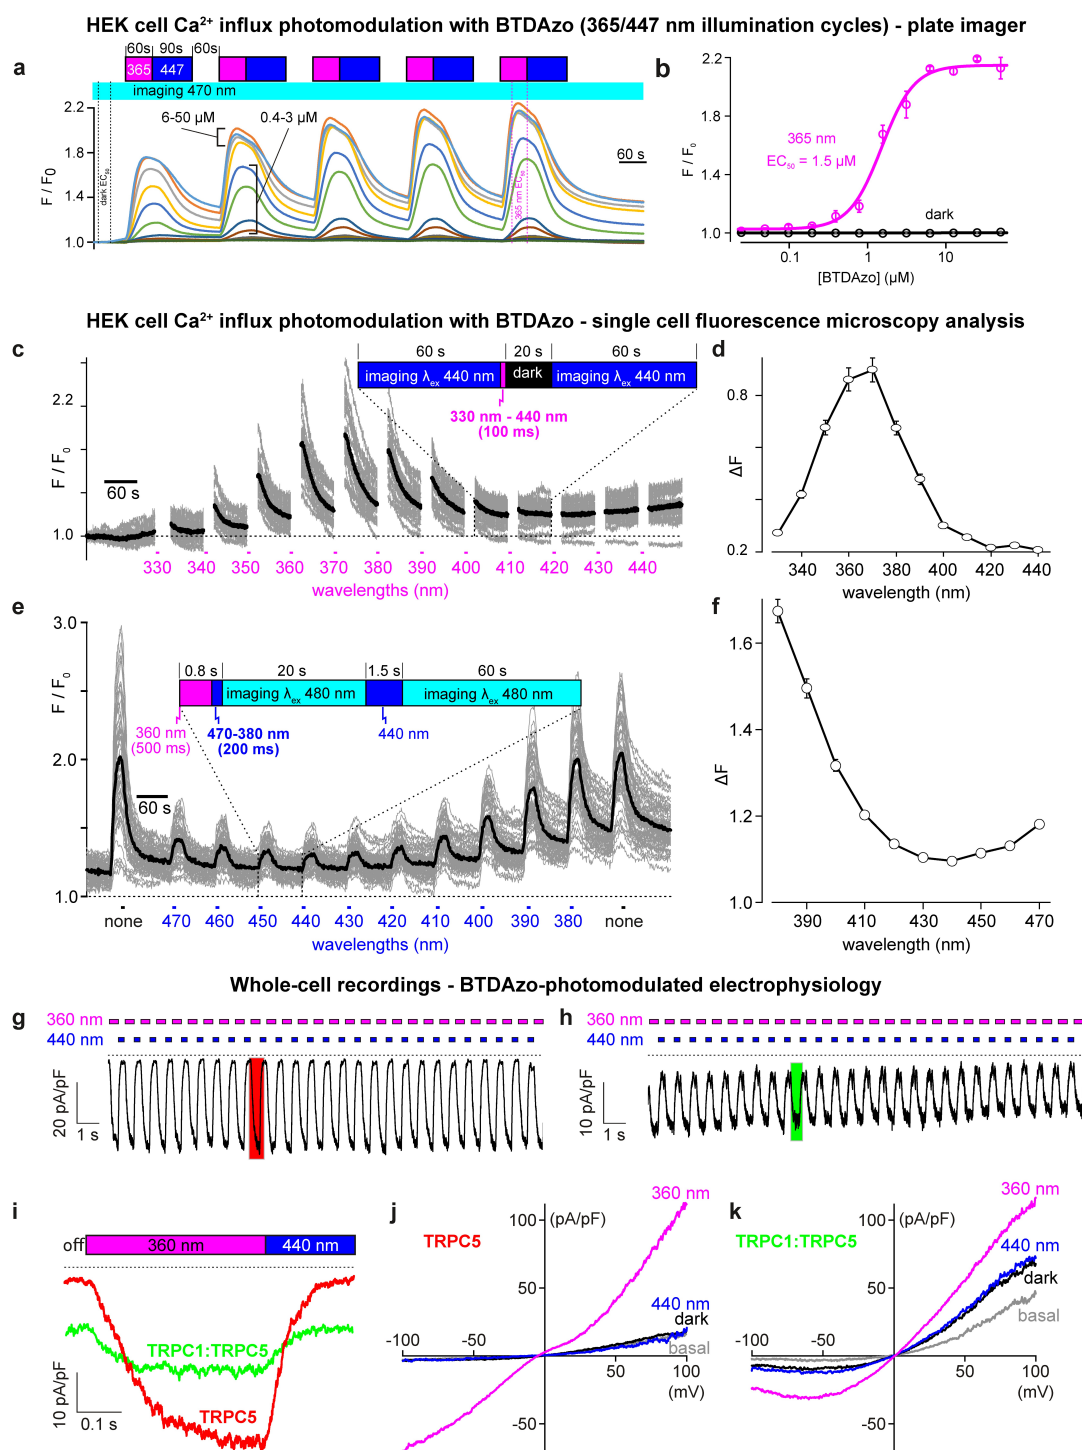 HEK cell Ca²⁺ influx photomodulation with BTDAzo (365/447 nm illumination cycles) - plate imager
a
60s 90s 60s
365 447
imaging 470 nm
2.2
1.8
1.4
1.0
F / F₀
dark EC₅₀
6-50 µM
0.4-3 µM
365 nm EC₅₀
60 s
b
2.2
1.8
1.4
1.0
F / F₀
365 nm
EC₅₀ = 1.5 µM
dark
0.1 1 10
[BTDAzo] (µM)
HEK cell Ca²⁺ influx photomodulation with BTDAzo - single cell fluorescence microscopy analysis
c
60 s 20 s 60 s
imaging λₑₓ 440 nm dark imaging λₑₓ 440 nm
330 nm - 440 nm
(100 ms)
2.2
1.0
F / F₀
60 s
330 340 350 360 370 380 390 400 410 420 430 440
wavelengths (nm)
d
0.8
0.2
ΔF
340 360 380 400 420 440
wavelength (nm)
e
3.0
2.0
1.0
F / F₀
0.8 s 20 s 1.5 s 60 s
imaging λₑₓ 480 nm imaging λₑₓ 480 nm
360 nm
(500 ms)
470-380 nm
(200 ms)
440 nm
60 s
none 470 460 450 440 430 420 410 400 390 380 none
wavelengths (nm)
f
1.6
1.4
1.2
1.0
ΔF
390 410 430 450 470
wavelength (nm)
Whole-cell recordings - BTDAzo-photomodulated electrophysiology
g
360 nm
440 nm
20 pA/pF
1 s
h
360 nm
440 nm
10 pA/pF
1 s
i
off 360 nm 440 nm
TRPC1:TRPC5
TRPC5
10 pA/pF
0.1 s
j
TRPC5
360 nm
100 (pA/pF)
50
440 nm
dark
basal
-100 -50
50 100
(mV)
-50
k
TRPC1:TRPC5
360 nm
100 (pA/pF)
440 nm
dark
50
basal
-100 -50
50 100
(mV)
-50